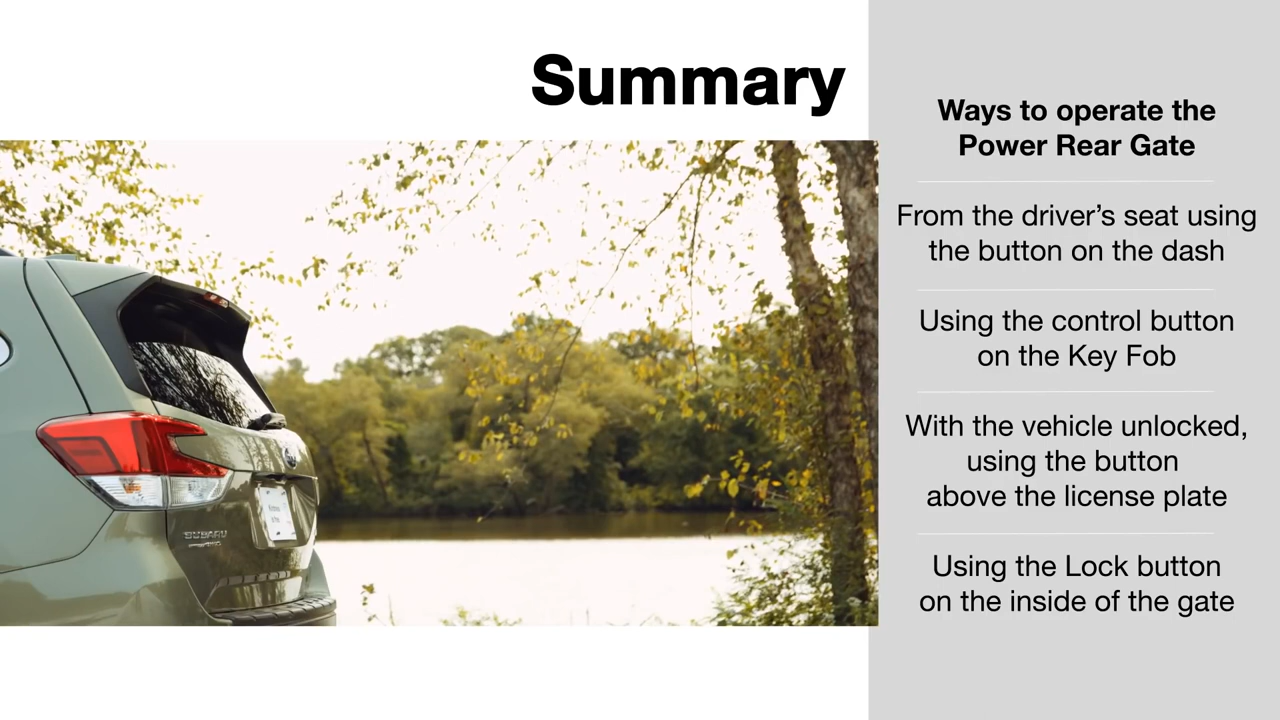 Summary
Ways to operate the
Power Rear Gate
From the driver’s seat using
the button on the dash
Using the control button
on the Key Fob
With the vehicle unlocked,
using the button
above the license plate
Using the Lock button
on the inside of the gate
SUBARU